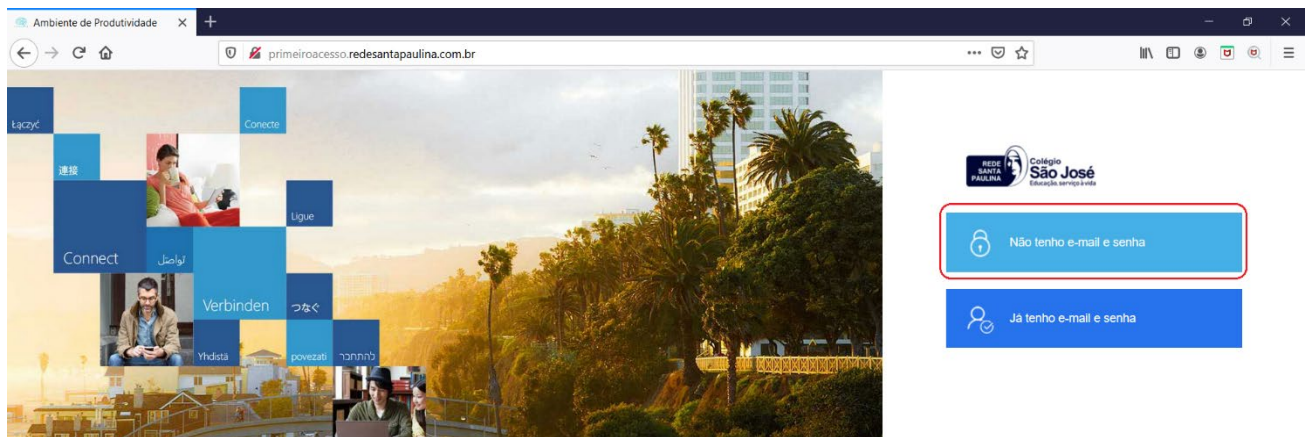 Ambiente de Produtividade
primeiroacesso.redesantapaulina.com.br
Łączyć
Conecte
連接
Ligue
Connect
تواصل
Verbinden
つなぐ
Yhdistä
povezati
להתחבר
REDE
SANTA
PAULINA
Colégio
São José
Educação, serviço à vida
Não tenho e-mail e senha
Já tenho e-mail e senha